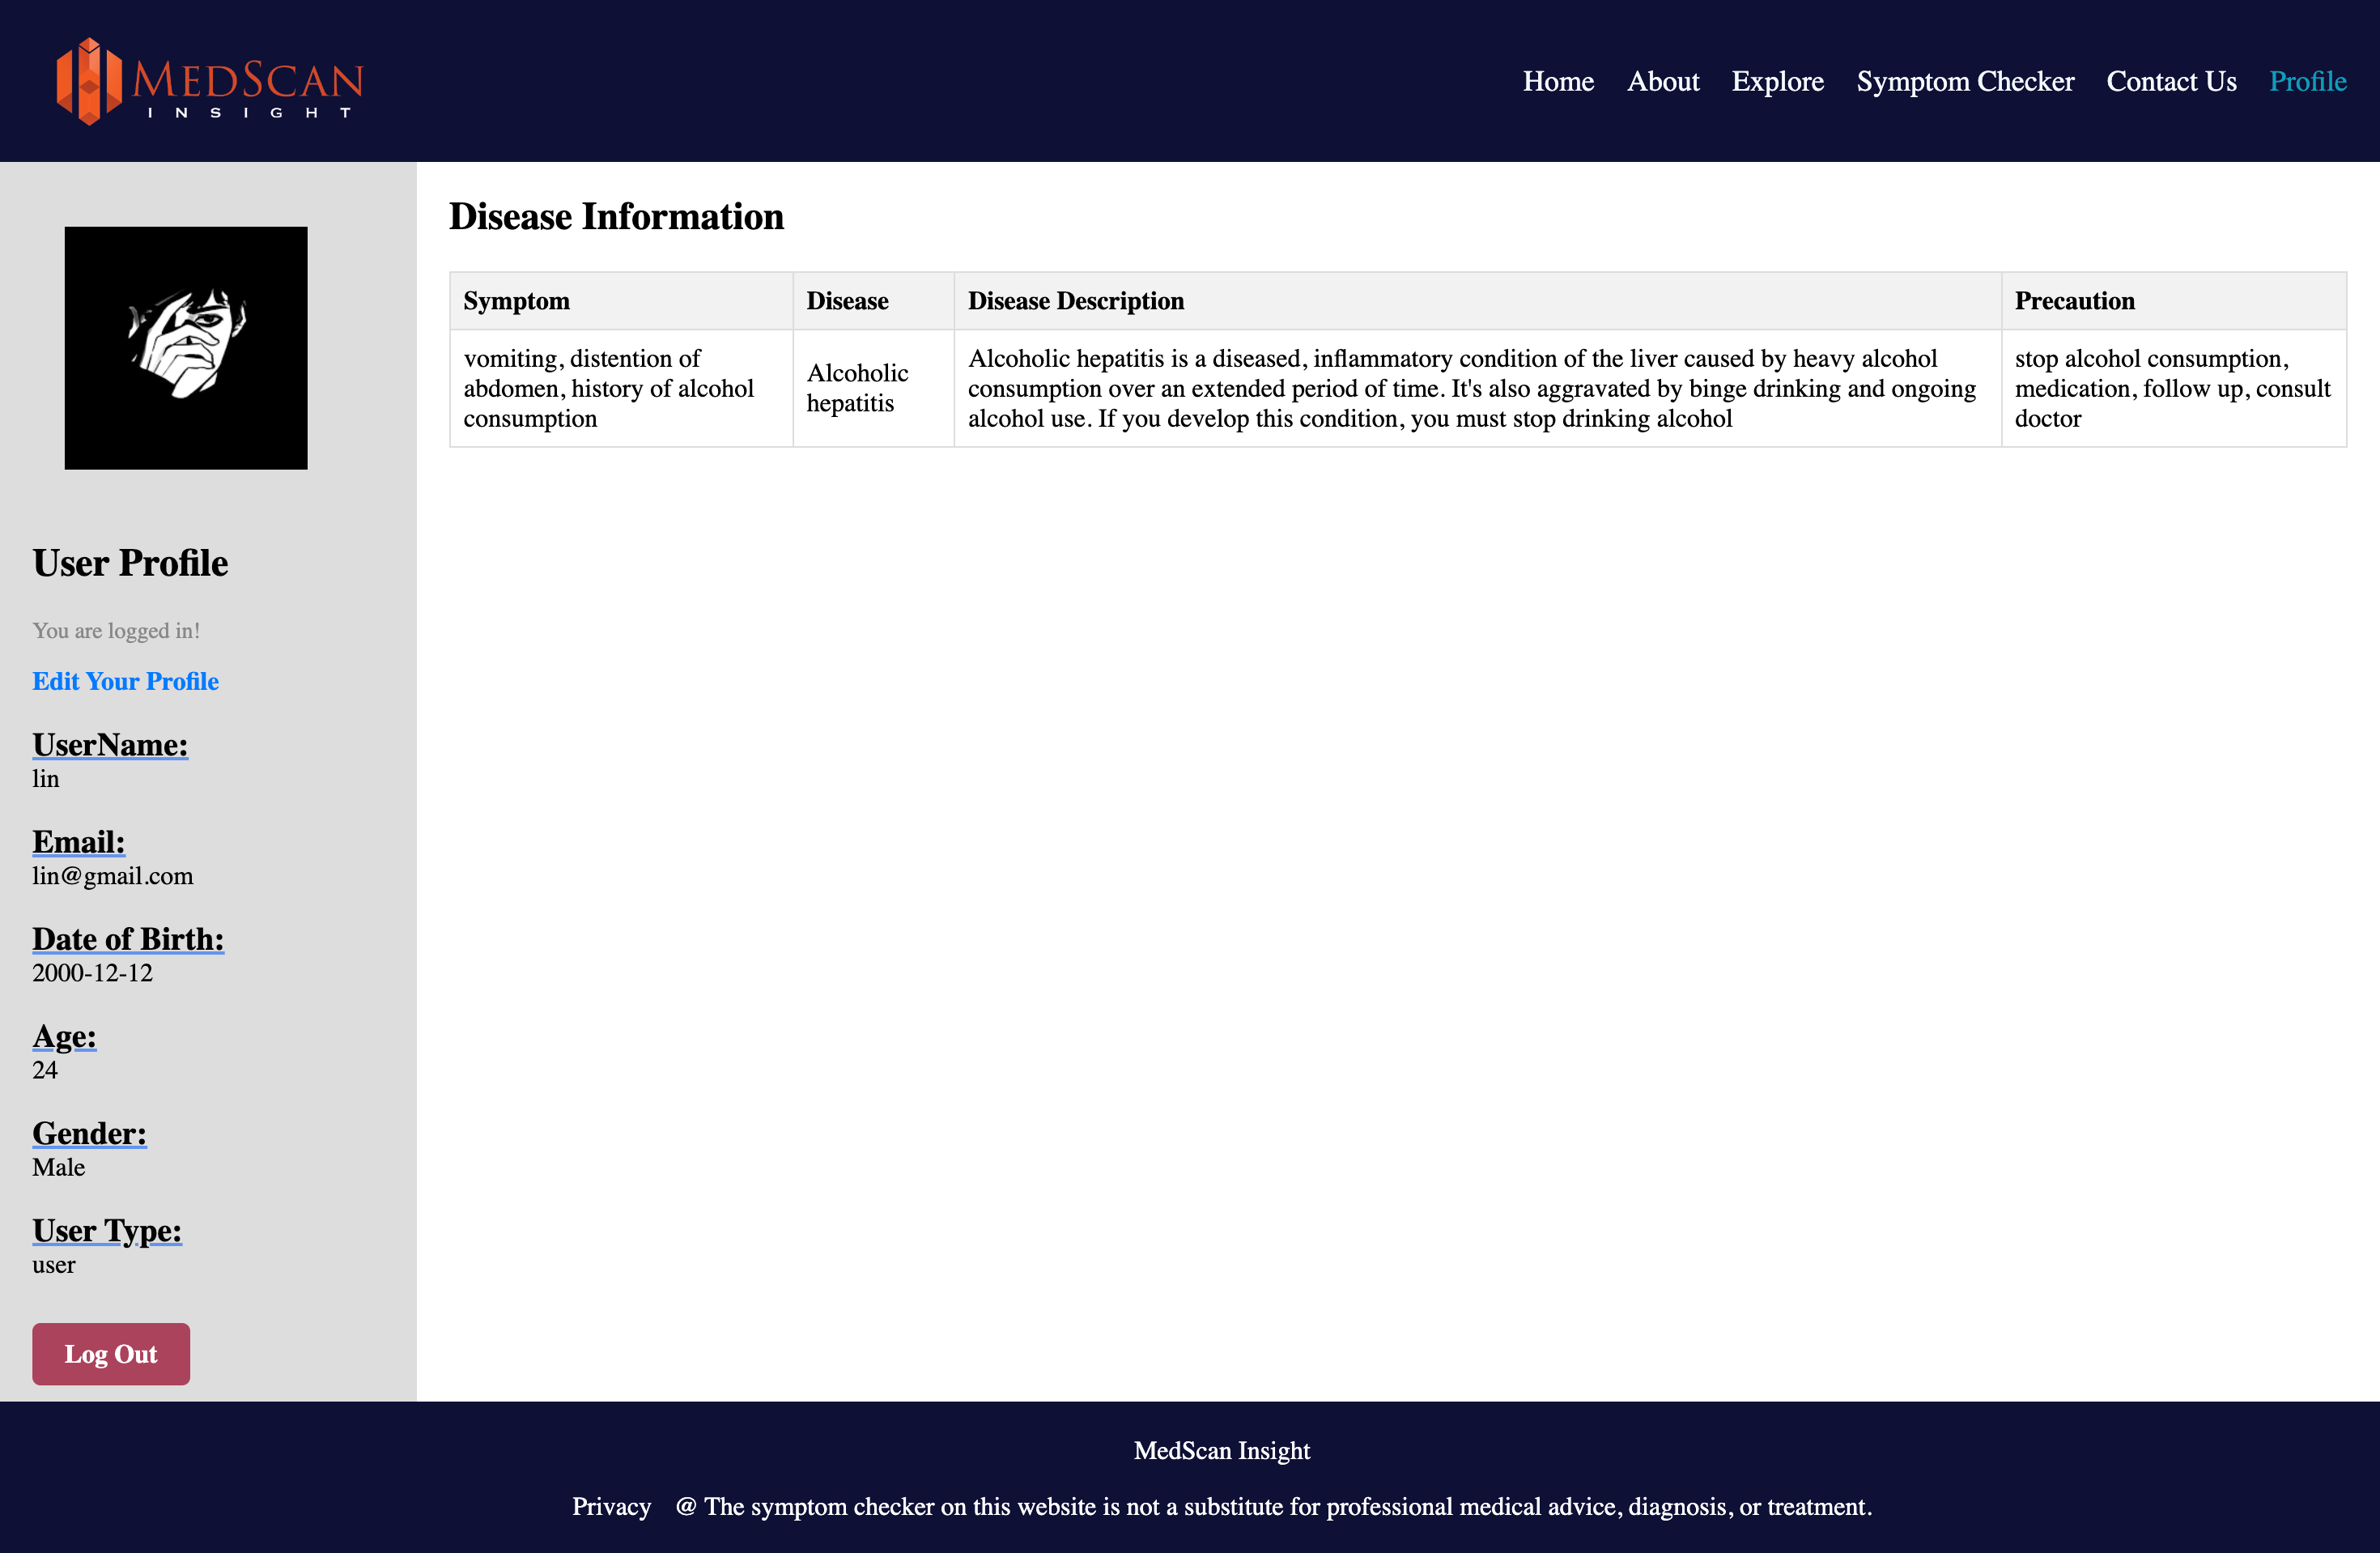 MEDSCAN
INSIGHT
Home About Explore Symptom Checker Contact Us Profile
User Profile
You are logged in!
Edit Your Profile
UserName:
lin
Email:
lin@gmail.com
Date of Birth:
2000-12-12
Age:
24
Gender:
Male
User Type:
user
Log Out
Disease Information
Symptom Disease Disease Description Precaution
vomiting, distention of
abdomen, history of alcohol
consumption
Alcoholic
hepatitis
Alcoholic hepatitis is a diseased, inflammatory condition of the liver caused by heavy alcohol
consumption over an extended period of time. It's also aggravated by binge drinking and ongoing
alcohol use. If you develop this condition, you must stop drinking alcohol
stop alcohol consumption,
medication, follow up, consult
doctor
MedScan Insight
Privacy @ The symptom checker on this website is not a substitute for professional medical advice, diagnosis, or treatment.